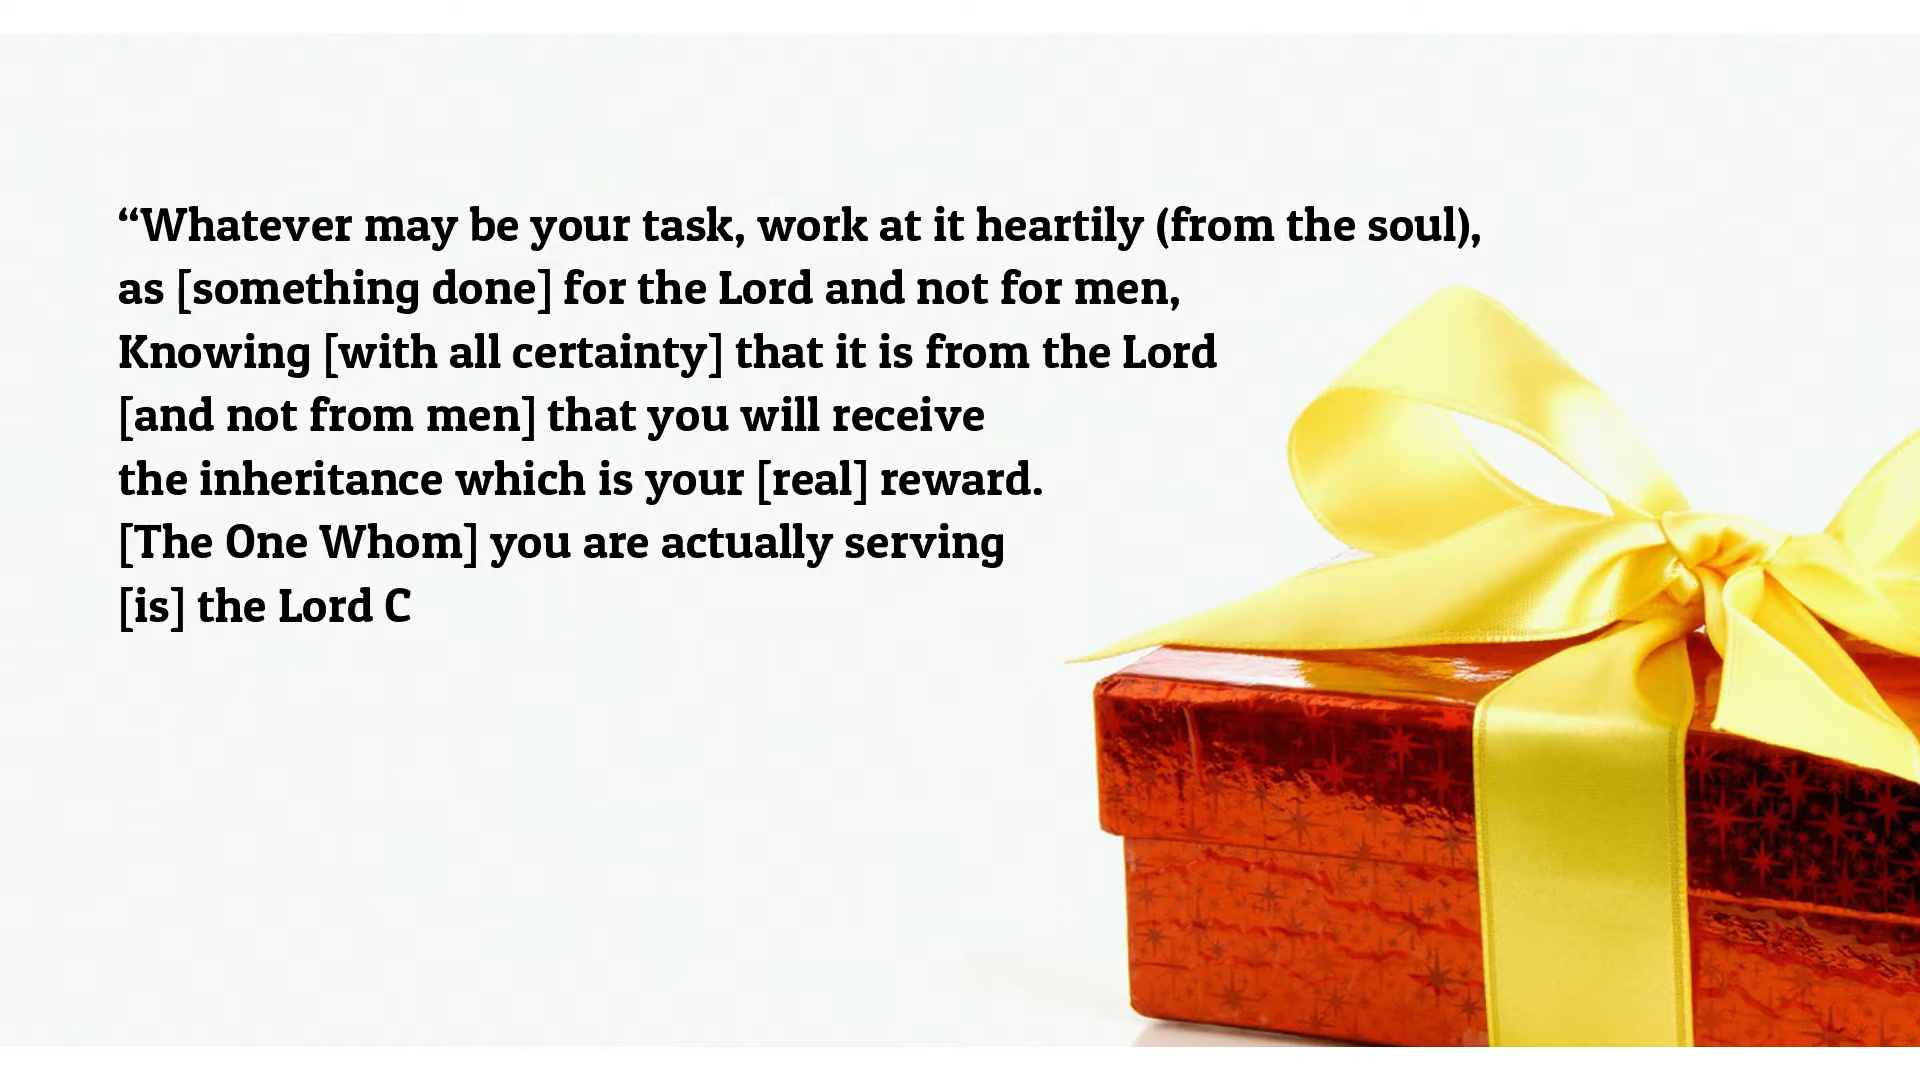 “Whatever may be your task, work at it heartily (from the soul),
as [something done] for the Lord and not for men,
Knowing [with all certainty] that it is from the Lord
[and not from men] that you will receive
the inheritance which is your [real] reward.
[The One Whom] you are actually serving
[is] the Lord C